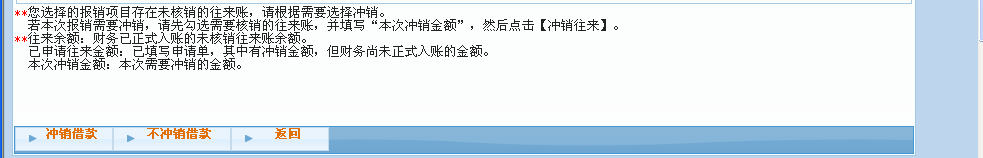 **您选择的报销项目存在未核销的往来账，请根据需要选择冲销。
若本次报销需要冲销，请先勾选需要核销的往来账，并填写“本次冲销金额”，然后点击【冲销往来】。
**往来余额：财务已正式入账的未核销往来账余额。
已申请往来金额：已填写申请单，其中有冲销金额，但财务尚未正式入账的金额。
本次冲销金额：本次需要冲销的金额。
冲销借款 不冲销借款 返回